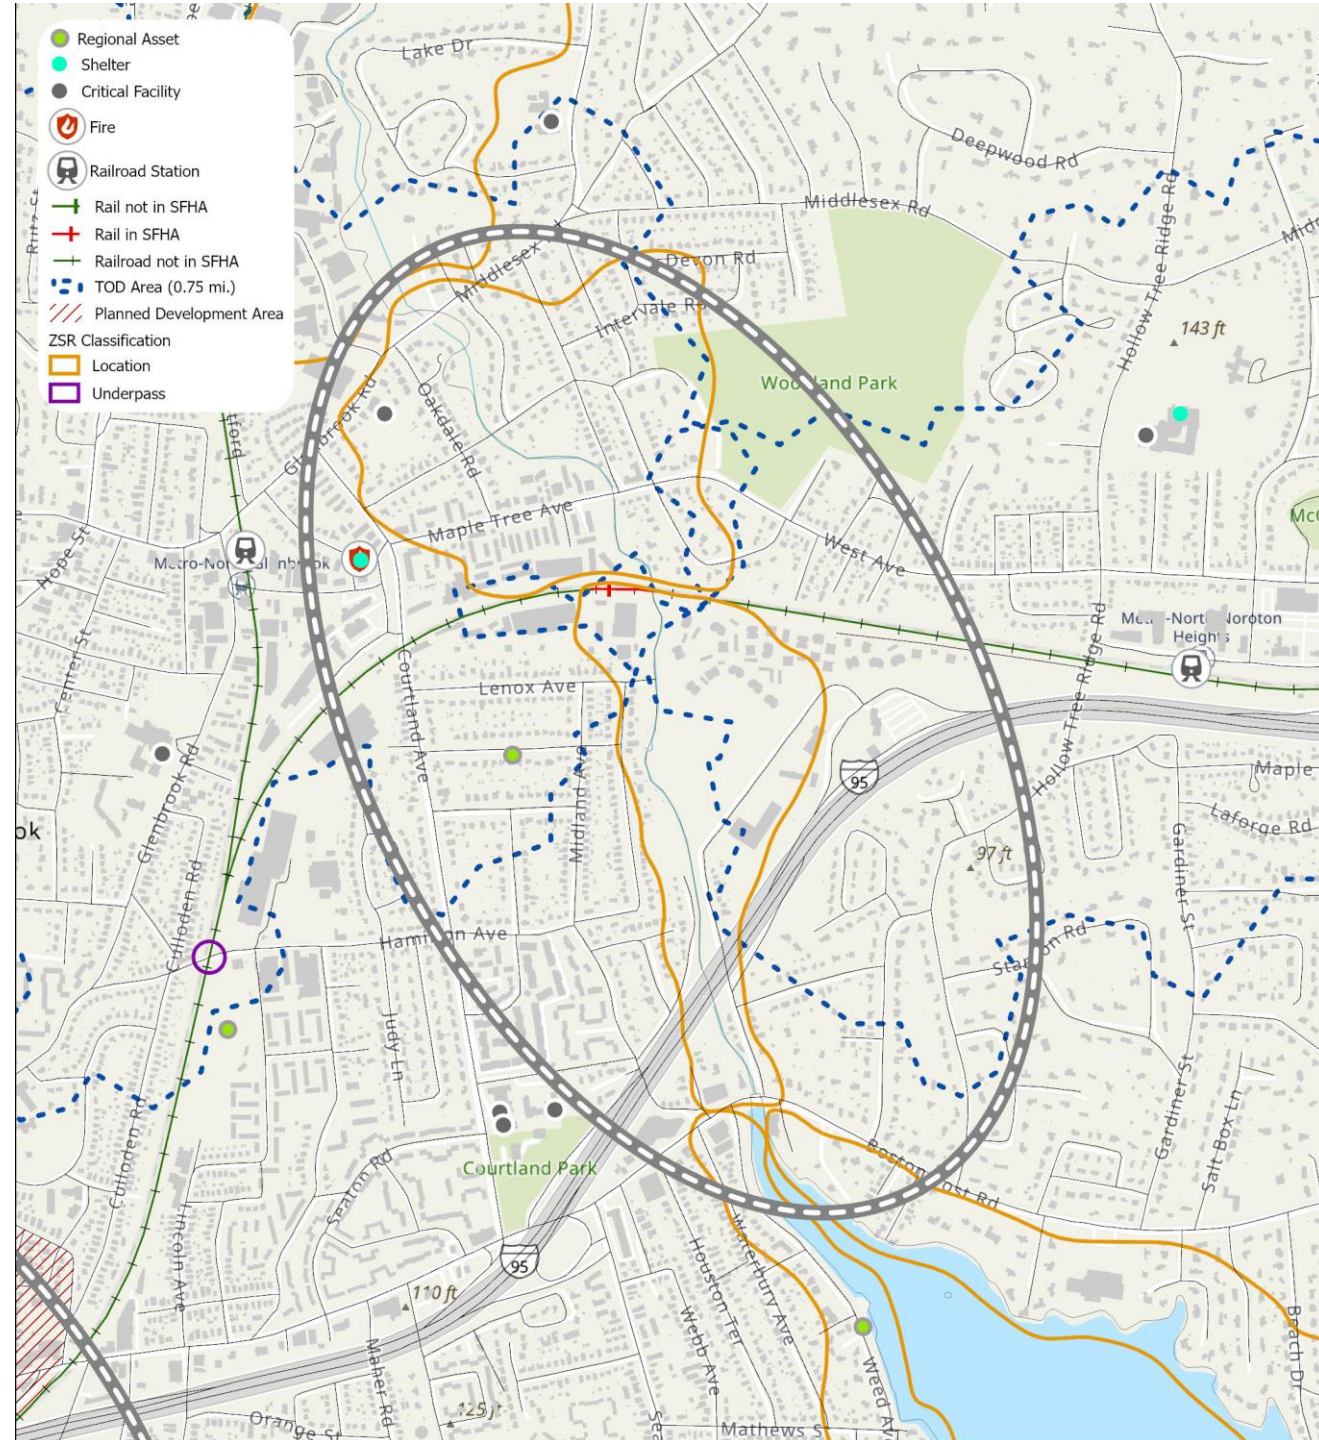 Regional Asset
Shelter
Critical Facility
Fire
Railroad Station
Rail not in SFHA
Rail in SFHA
Railroad not in SFHA
TOD Area (0.75 mi.)
Planned Development Area
ZSR Classification
Location
Underpass
Lake Dr
Deepwood Rd
Middlesex Rd
Hollow Tree Ridge Rd
Middlesex
Devon Rd
Intervale Rd
143 ft
Woodland Park
Oakdale Rd
Maple Tree Ave
West Ave
Hope St
Center St
Metro-North Noroton
Heights
Hollow Tree Ridge Rd
Courtland Ave
Lenox Ave
Midland Ave
95
Maple
Laforge Rd
Gardiner St
97 ft
ok
Glenbrook Rd
Culloden Rd
Ave
Rd
Judy Ln
Gardiner St
Salt Box Ln
Culloden Rd
Courtland Park
Seaton Rd
Lincoln Ave
95
110 ft
Waterbury Ave
Houston Ter
Webb Ave
Maher Rd
Beach Dr
Orange St
Mathews S